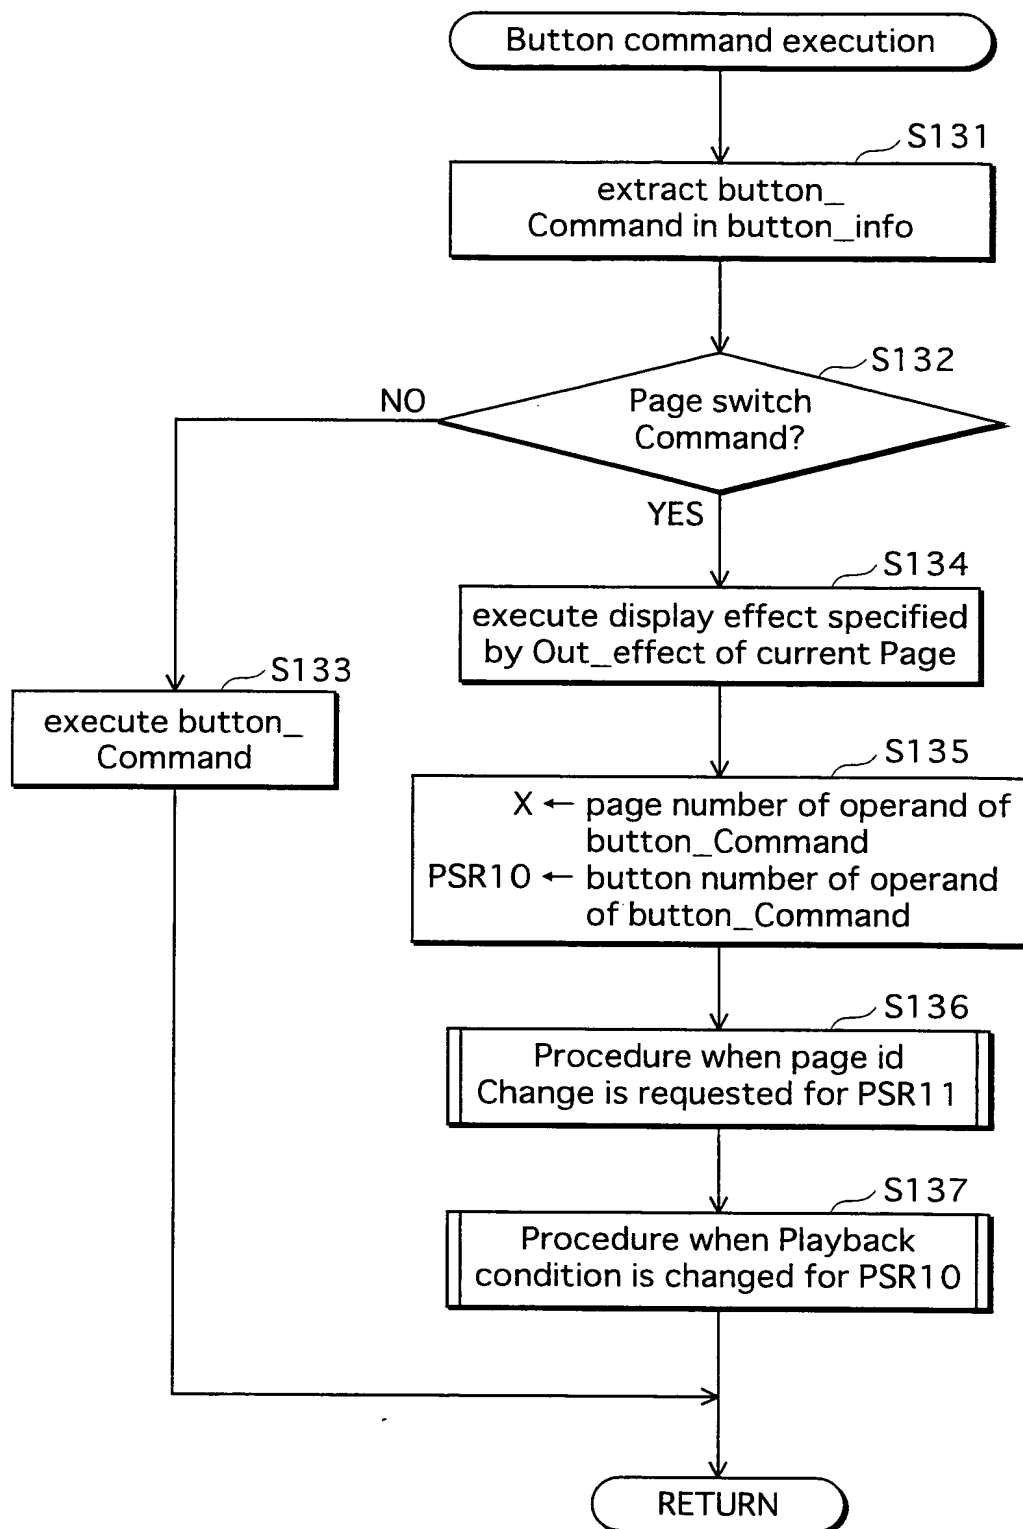 Button command execution
S131
extract button_
Command in button_info
S132
Page switch
Command?
NO
YES
S134
execute display effect specified
by Out_effect of current Page
S133
execute button_
Command
S135
X ← page number of operand of
button_Command
PSR10 ← button number of operand
of button_Command
S136
Procedure when page id
Change is requested for PSR11
S137
Procedure when Playback
condition is changed for PSR10
RETURN